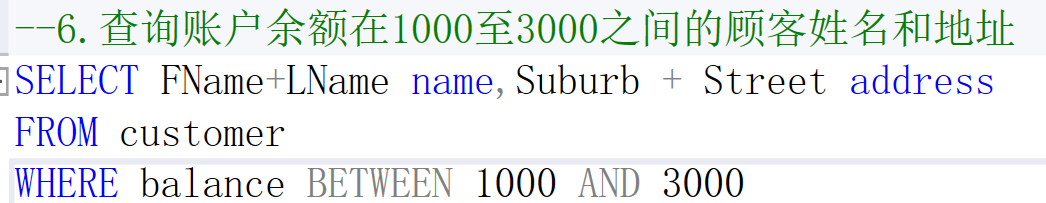 --6.查询账户余额在1000至3000之间的顾客姓名和地址
SELECT FName+LName name,Suburb + Street address
FROM customer
WHERE balance BETWEEN 1000 AND 3000